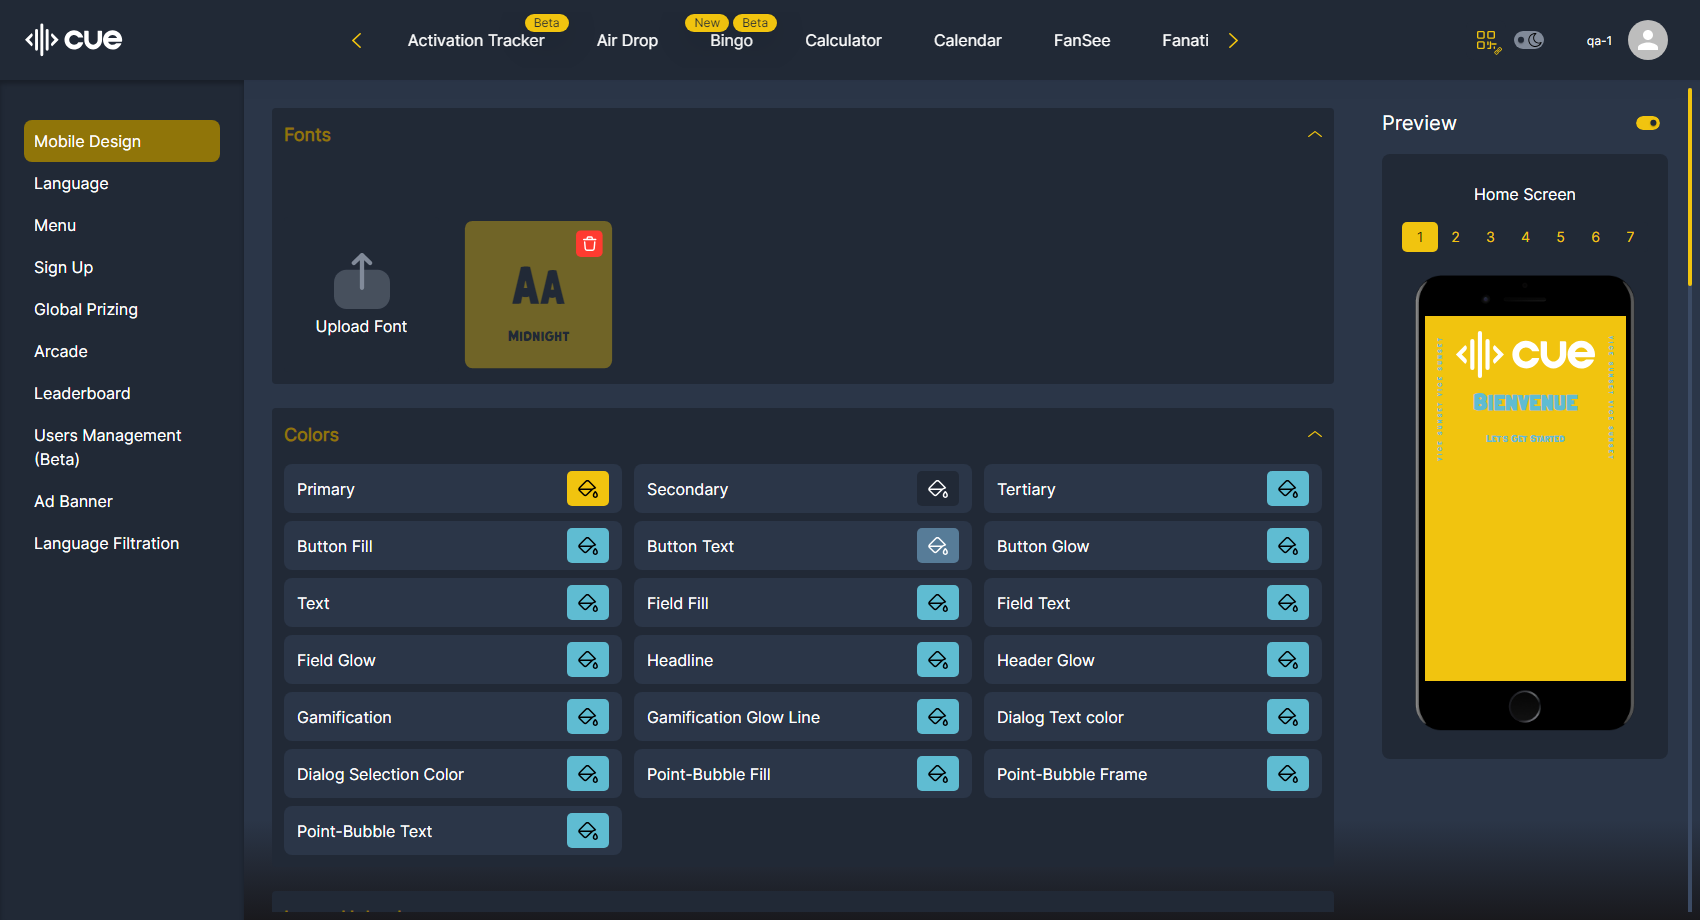 cue
Beta
New
Beta
Activation Tracker
Air Drop
Bingo
Calculator
Calendar
FanSee
Fanati
qa-1
Mobile Design
Language
Menu
Sign Up
Global Prizing
Arcade
Leaderboard
Users Management
(Beta)
Ad Banner
Language Filtration
Fonts
Upload Font
AA
MIDNIGHT
Colors
Primary
Secondary
Tertiary
Button Fill
Button Text
Button Glow
Text
Field Fill
Field Text
Field Glow
Headline
Header Glow
Gamification
Gamification Glow Line
Dialog Text color
Dialog Selection Color
Point-Bubble Fill
Point-Bubble Frame
Point-Bubble Text
Preview
Home Screen
1 2 3 4 5 6 7
cue
BIENVENUE
LET'S GET STARTED